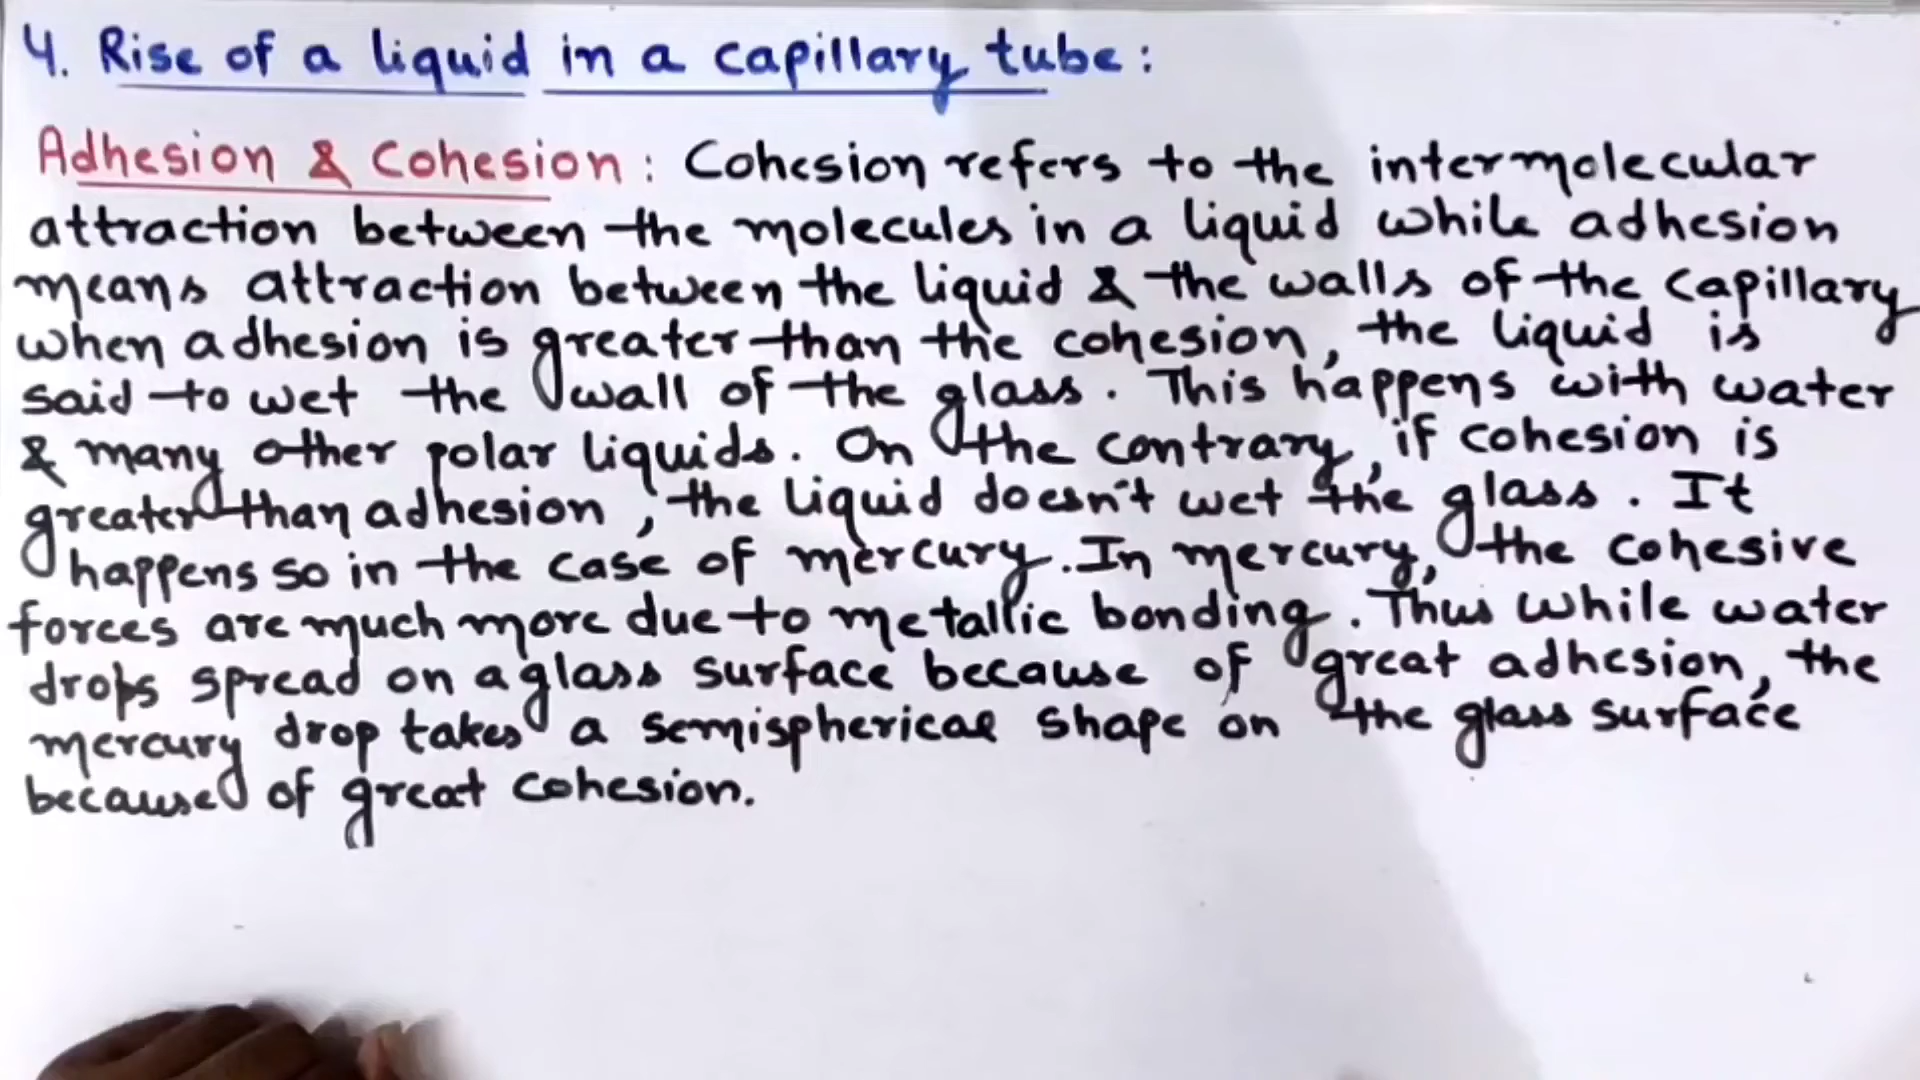 4. Rise of a liquid in a capillary tube:
Adhesion & Cohesion: Cohesion refers to the intermolecular
attraction between the molecules in a liquid while adhesion
means attraction between the liquid & the walls of the capillary
when adhesion is greater than the cohesion, the liquid is
said to wet the wall of the glass. This happens with water
& many other polar liquids. On the contrary, if cohesion is
greater than adhesion, the liquid doesn't wet the glass. It
happens so in the case of mercury. In mercury, the cohesive
forces are much more due to metallic bonding. Thus while water
drops spread on a glass surface because of great adhesion, the
mercury drop takes a semispherical shape on the glass surface
because of great cohesion.